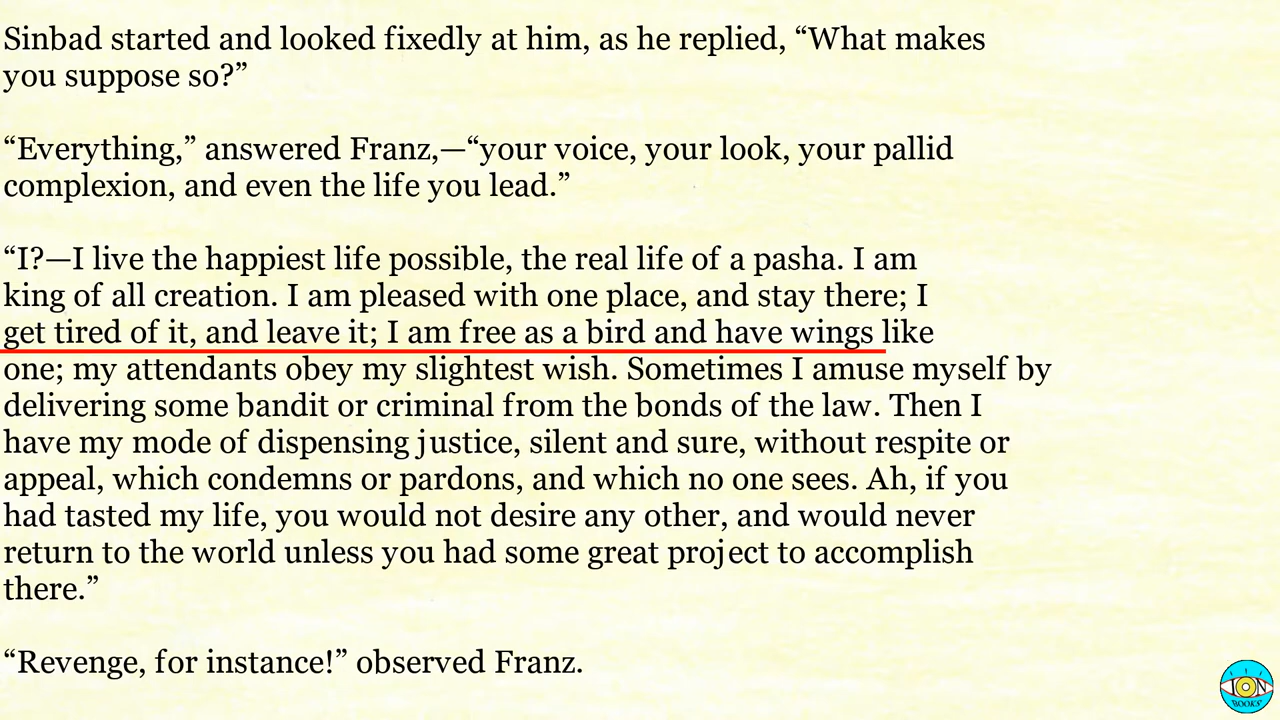 Sinbad started and looked fixedly at him, as he replied, “What makes
you suppose so?”
“Everything,” answered Franz,—“your voice, your look, your pallid
complexion, and even the life you lead.”
“I?—I live the happiest life possible, the real life of a pasha. I am
king of all creation. I am pleased with one place, and stay there; I
get tired of it, and leave it; I am free as a bird and have wings like
one; my attendants obey my slightest wish. Sometimes I amuse myself by
delivering some bandit or criminal from the bonds of the law. Then I
have my mode of dispensing justice, silent and sure, without respite or
appeal, which condemns or pardons, and which no one sees. Ah, if you
had tasted my life, you would not desire any other, and would never
return to the world unless you had some great project to accomplish
there.”
“Revenge, for instance!” observed Franz.
ION
BOOKS